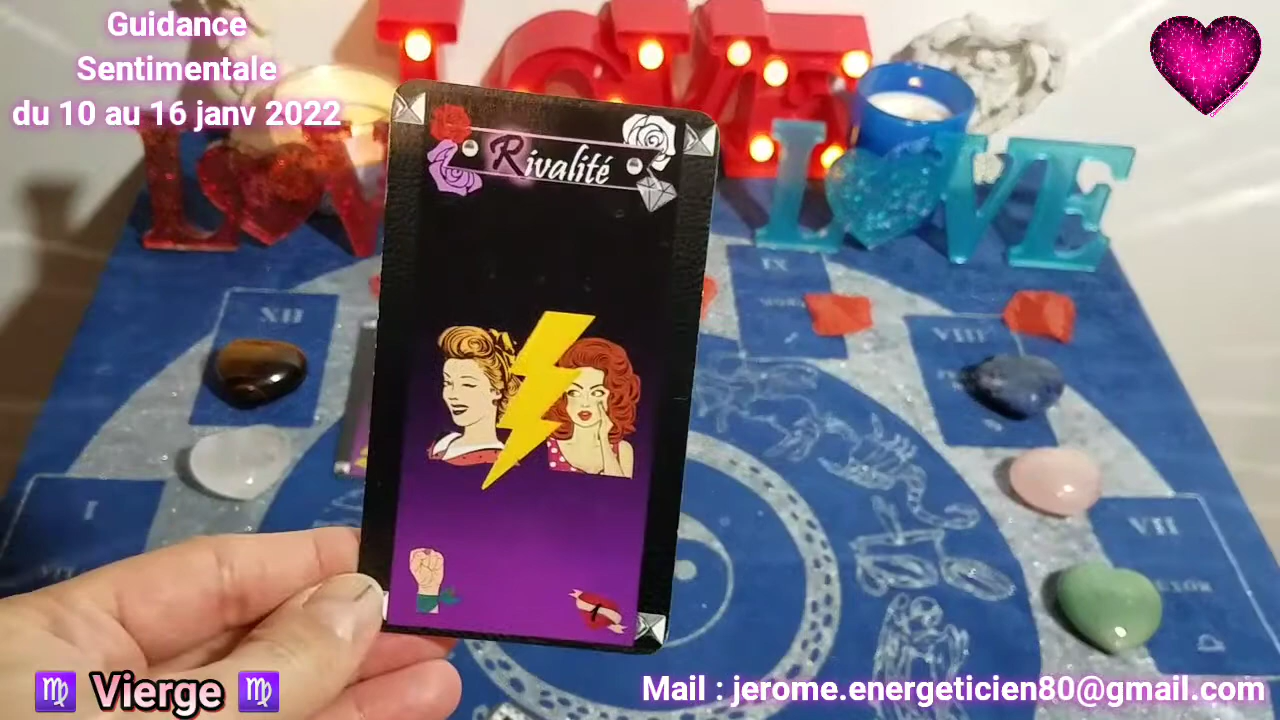 Guidance
Sentimentale
du 10 au 16 janv 2022
LOVE
LOV
LOVE
Rivalité
IX
XII
VIII
I
VII
♍ Vierge ♍
Mail : jerome.energeticien80@gmail.com